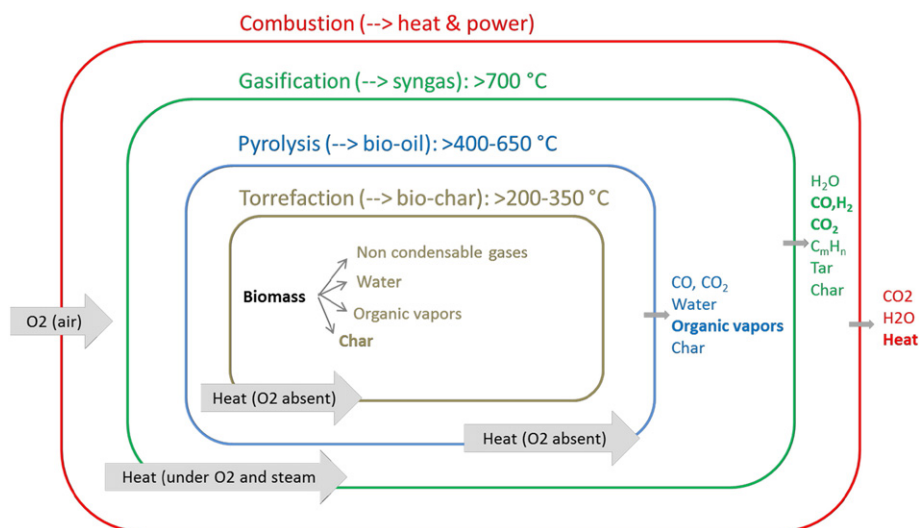 Combustion (--> heat & power)
Gasification (--> syngas): >700 °C
Pyrolysis (--> bio-oil): >400-650 °C
Torrefaction (--> bio-char): >200-350 °C
Biomass
Non condensable gases
Water
Organic vapors
Char
O2 (air)
Heat (O2 absent)
Heat (O2 absent)
Heat (under O2 and steam
CO, CO₂
Water
Organic vapors
Char
H₂O
CO,H₂
CO₂
CₘHₙ
Tar
Char
CO2
H2O
Heat